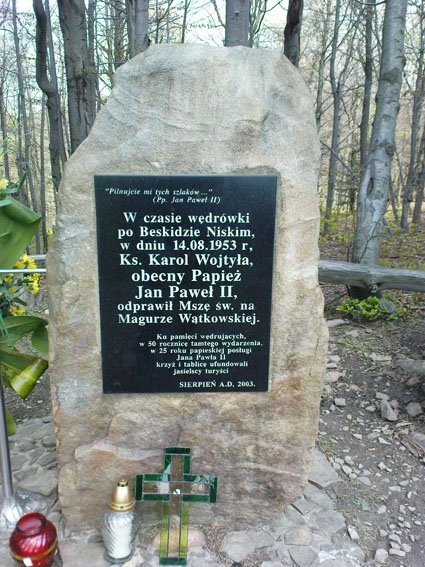 "Pilnujcie mi tych szlaków..."
(Pp. Jan Paweł II)
W czasie wędrówki
po Beskidzie Niskim,
w dniu 14.08.1953 r,
Ks. Karol Wojtyła,
obecny Papież
Jan Paweł II,
odprawił Mszę św. na
Magurze Wątkowskiej.
Ku pamięci wędrujących,
w 50 rocznicę tamtego wydarzenia,
w 25 roku papieskiej posługi
Jana Pawła II
krzyż i tablicę ufundowali
jasielscy turyści
SIERPIEŃ A.D. 2003.